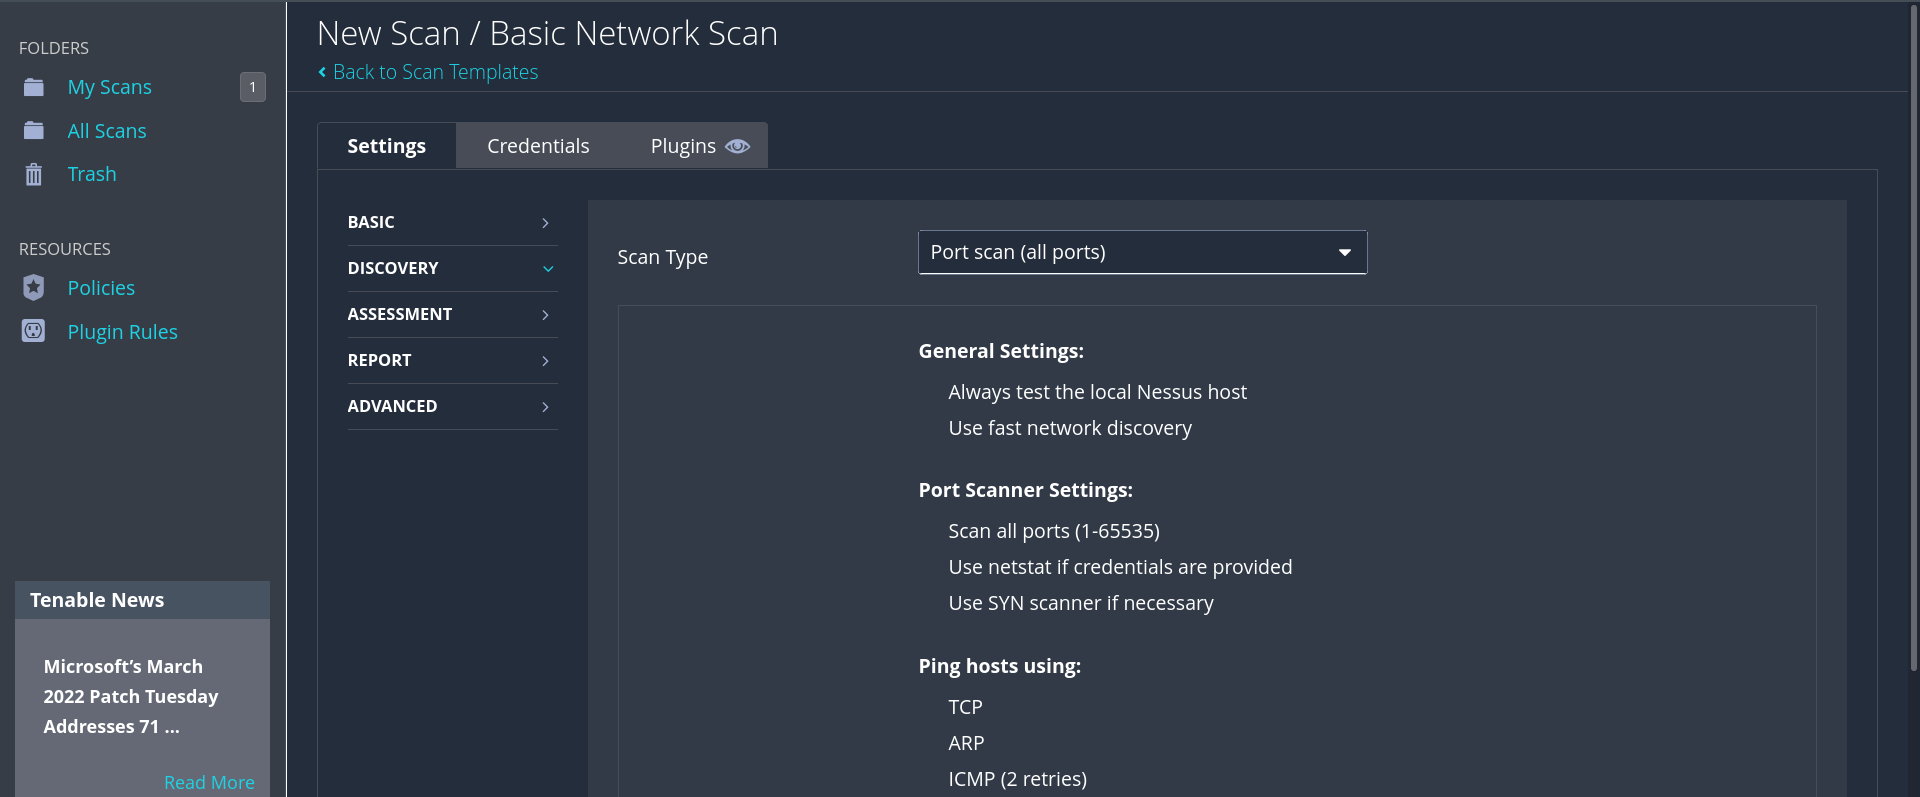 FOLDERS
My Scans 1
All Scans
Trash
RESOURCES
Policies
Plugin Rules
Tenable News
Microsoft’s March
2022 Patch Tuesday
Addresses 71 ...
Read More
New Scan / Basic Network Scan
Back to Scan Templates
Settings Credentials Plugins
BASIC
DISCOVERY
ASSESSMENT
REPORT
ADVANCED
Scan Type Port scan (all ports)
General Settings:
Always test the local Nessus host
Use fast network discovery
Port Scanner Settings:
Scan all ports (1-65535)
Use netstat if credentials are provided
Use SYN scanner if necessary
Ping hosts using:
TCP
ARP
ICMP (2 retries)